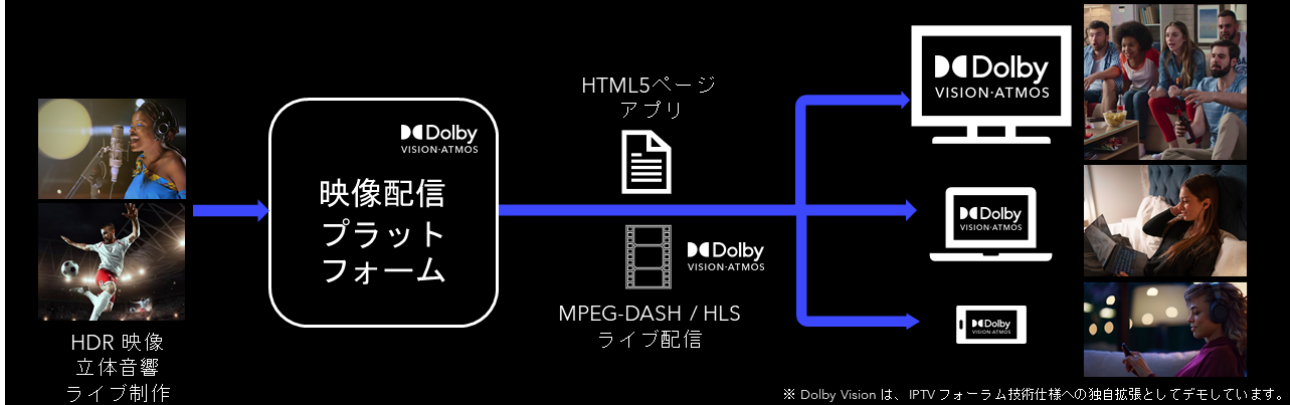 HDR 映像
立体音響
ライブ制作
Dolby
VISION·ATMOS
映像配信
プラット
フォーム
HTML5ページ
アプリ
Dolby
VISION·ATMOS
MPEG-DASH / HLS
ライブ配信
Dolby
VISION·ATMOS
Dolby
VISION·ATMOS
Dolby
VISION·ATMOS
※ Dolby Vision は、IPTV フォーラム技術仕様への独自拡張としてデモしています。